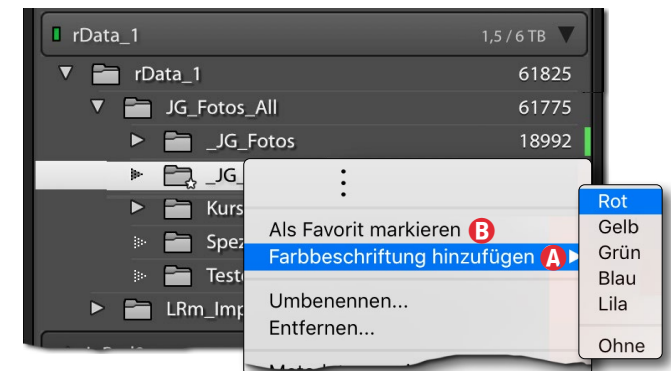 rData_1 1,5 / 6 TB
rData_1 61825
JG_Fotos_All 61775
_JG_Fotos 18992
_JG_
Kurs
Spez
Teste
LRm_Imp
Als Favorit markieren B
Farbbeschriftung hinzufügen A
Umbenennen...
Entfernen...
Rot
Gelb
Grün
Blau
Lila
Ohne